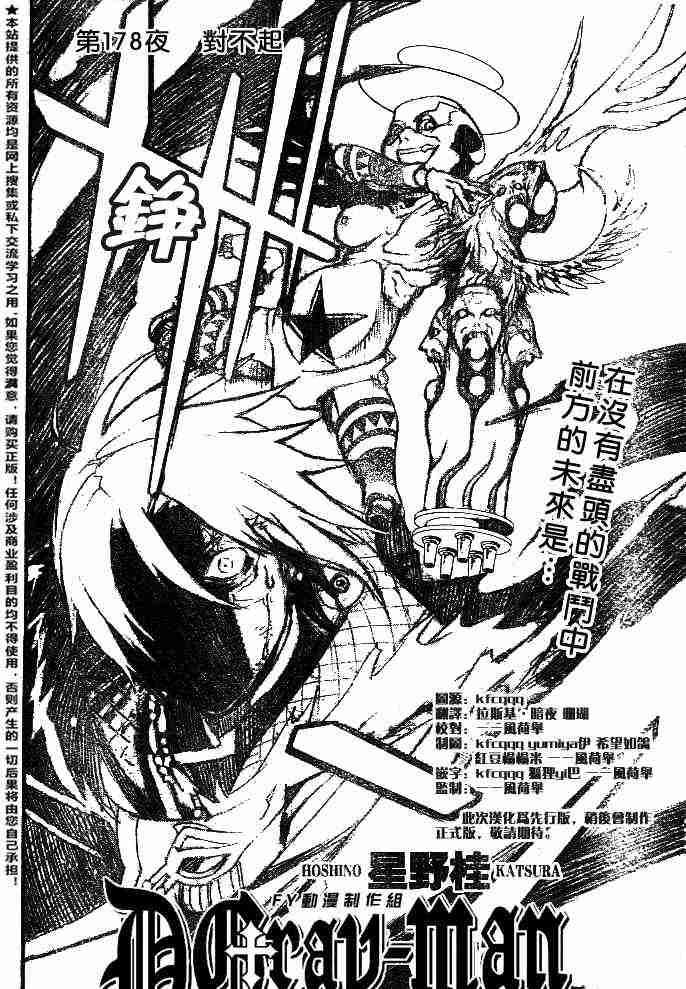 ★本站提供的所有资源均是网上搜集或私下交流学习之用，如果您觉得满意，请购买正版！任何涉及商业盈利目的均不得使用，否则产生的一切后果将由您自己承担！
第178夜 對不起
錚
在沒有盡頭的戰鬥中
前方的未來是…
圖源：kfcqqq
翻譯：拉斯基·暗夜 珊瑚
校對：一一風荷舉
制圖：kfcqqq yumiya伊 希望如鴿
紅豆棆棆米 一一風荷舉
嵌字：kfcqqq 狐狸yi巴 一一風荷舉
監制：一一風荷舉
此次漢化爲先行版，稍後會制作
正式版，敬請期待。
HOSHINO 星野桂 KATSURA
FY動漫制作組
D.Gray-man